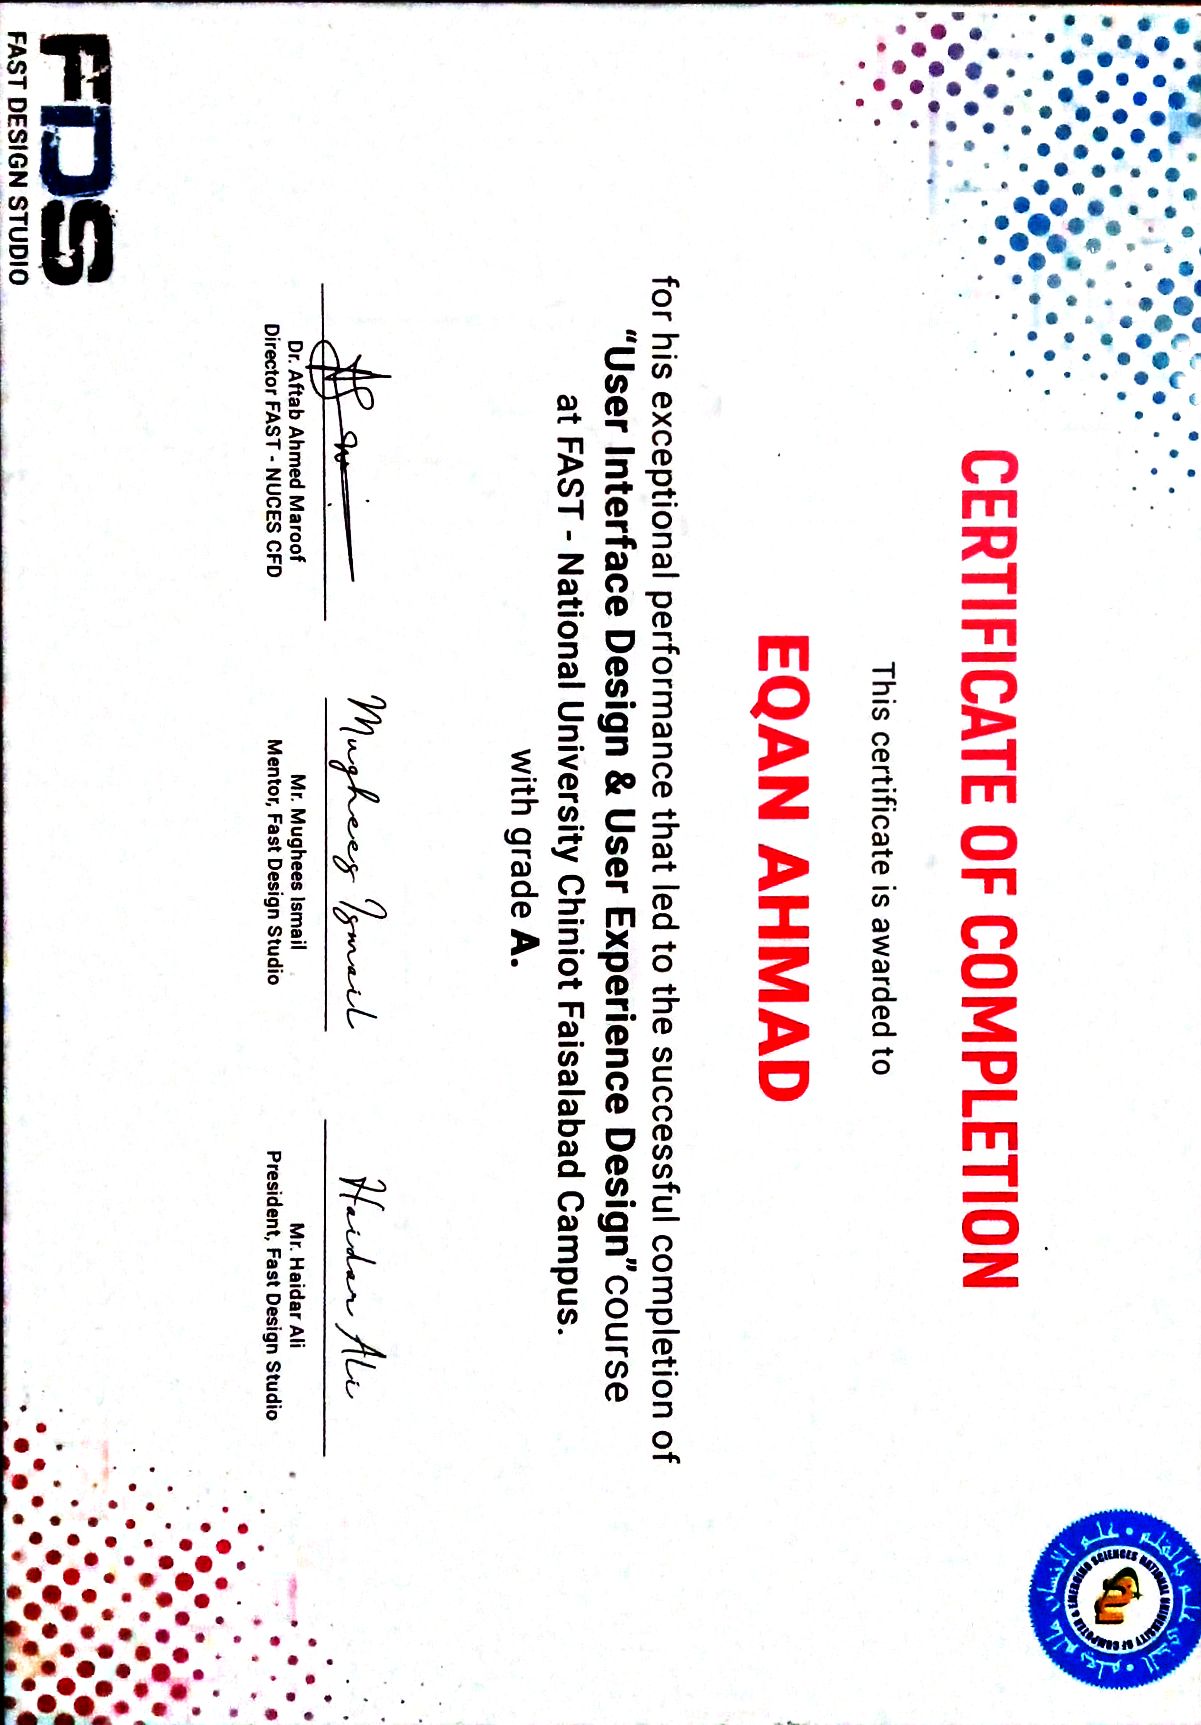 CERTIFICATE OF COMPLETION
This certificate is awarded to
EQAN AHMAD
for his exceptional performance that led to the successful completion of
“User Interface Design & User Experience Design” course
at FAST - National University Chiniot Faisalabad Campus.
with grade A.
Mughees Ismail
Haidar Ali
Dr. Aftab Ahmed Maroof
Director FAST - NUCES CFD
Mr. Mughees Ismail
Mentor, Fast Design Studio
Mr. Haidar Ali
President, Fast Design Studio
FDS
FAST DESIGN STUDIO
NATIONAL UNIVERSITY OF COMPUTER & EMERGING SCIENCES